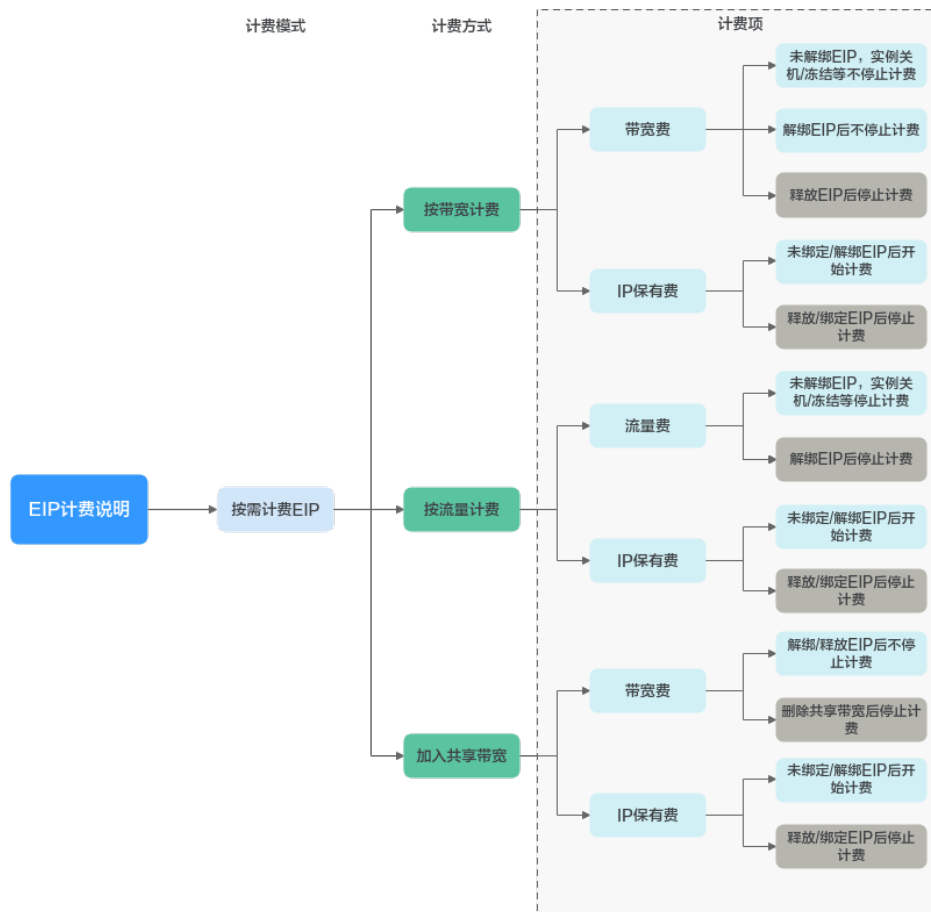 计费模式
计费方式
计费项
未解绑EIP，实例关
机/冻结等不停止计费
带宽费
解绑EIP后不停止计费
释放EIP后停止计费
按带宽计费
未绑定/解绑EIP后开
始计费
IP保有费
释放/绑定EIP后停止
计费
未解绑EIP，实例关
机/冻结等停止计费
流量费
解绑EIP后停止计费
EIP计费说明
按需计费EIP
按流量计费
未绑定/解绑EIP后开
始计费
IP保有费
释放/绑定EIP后停止
计费
解绑/释放EIP后不停
止计费
带宽费
删除共享带宽后停止计
费
加入共享带宽
未绑定/解绑EIP后开
始计费
IP保有费
释放/绑定EIP后停止
计费